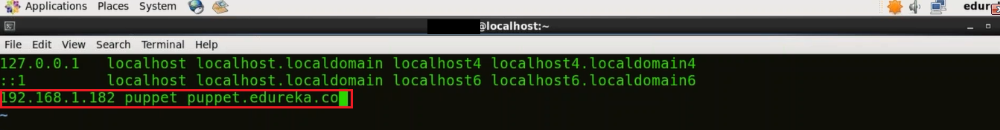 Applications Places System edur
@localhost:~
File Edit View Search Terminal Help
127.0.0.1 localhost localhost.localdomain localhost4 localhost4.localdomain4
::1 localhost localhost.localdomain localhost6 localhost6.localdomain6
192.168.1.182 puppet puppet.edureka.co
~